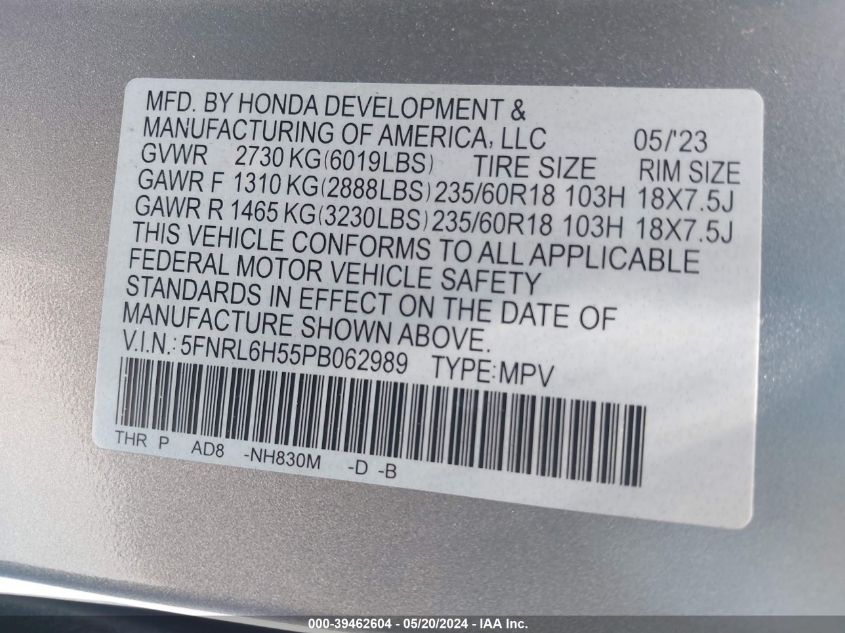 MFD. BY HONDA DEVELOPMENT &
MANUFACTURING OF AMERICA, LLC 05/'23
GVWR 2730 KG(6019LBS) TIRE SIZE RIM SIZE
GAWR F 1310 KG(2888LBS) 235/60R18 103H 18X7.5J
GAWR R 1465 KG(3230LBS) 235/60R18 103H 18X7.5J
THIS VEHICLE CONFORMS TO ALL APPLICABLE
FEDERAL MOTOR VEHICLE SAFETY
STANDARDS IN EFFECT ON THE DATE OF
MANUFACTURE SHOWN ABOVE.
V.I.N.: 5FNRL6H55PB062989 TYPE: MPV
THR P AD8 -NH830M -D -B
000-39462604 - 05/20/2024 - IAA Inc.